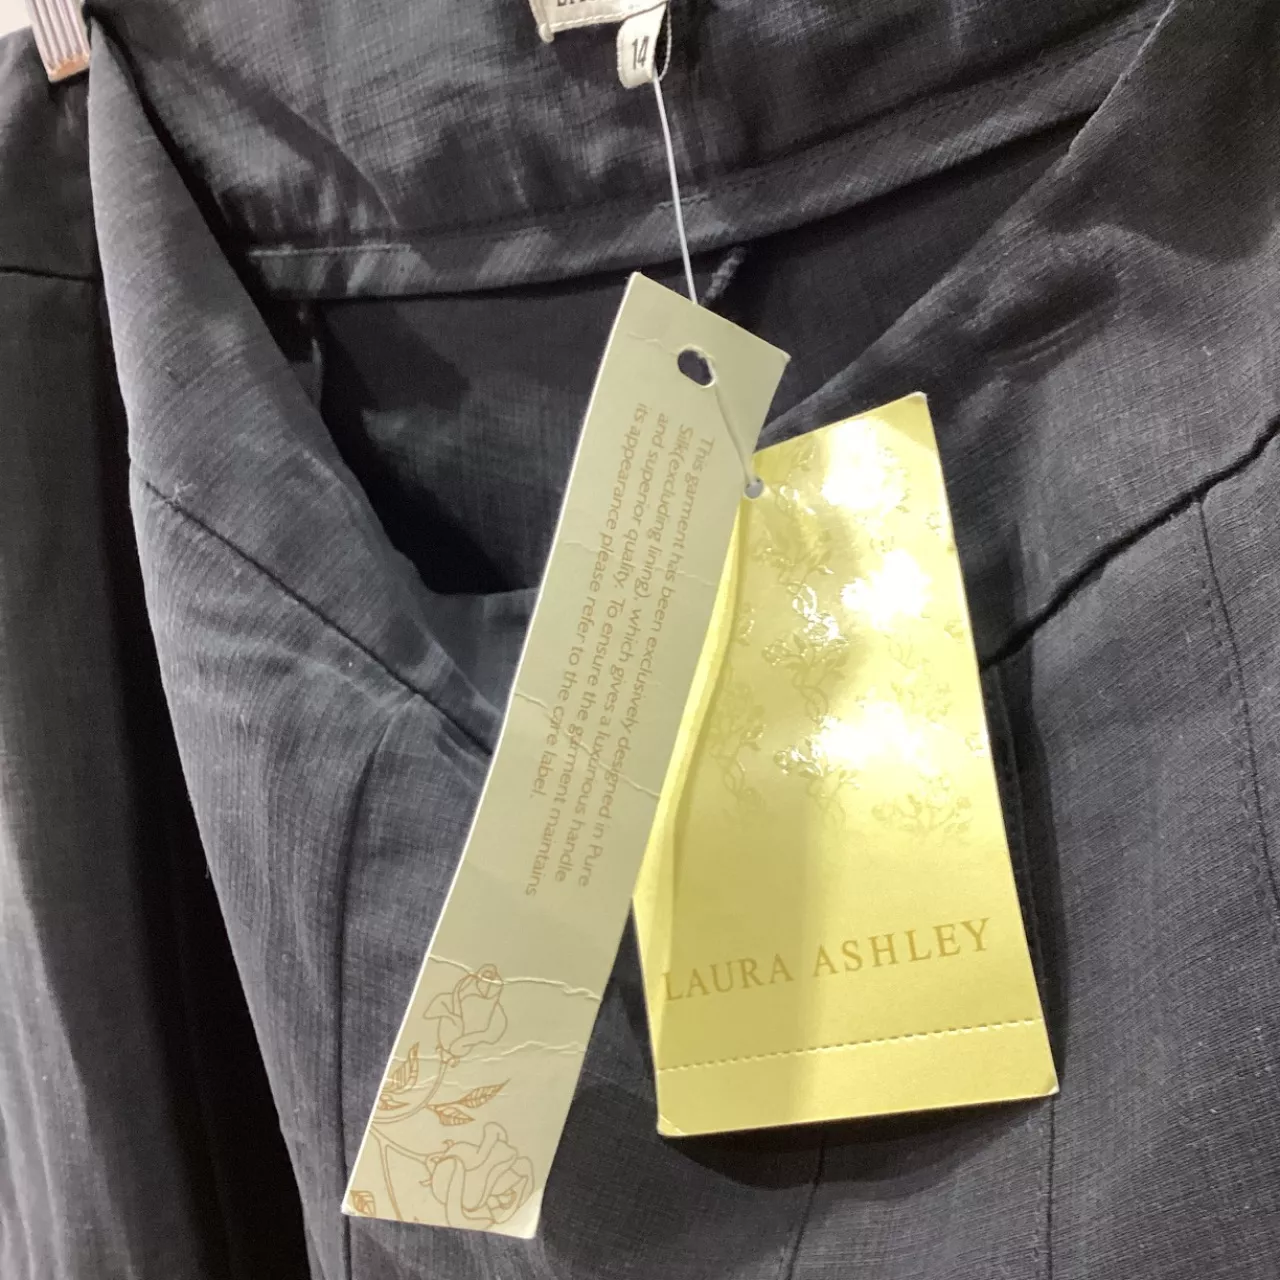 14
This garment has been exclusively designed in Pure
Silk(excluding lining), which gives a luxurious handle
and superior quality. To ensure the garment maintains
its appearance please refer to the care label.
LAURA ASHLEY